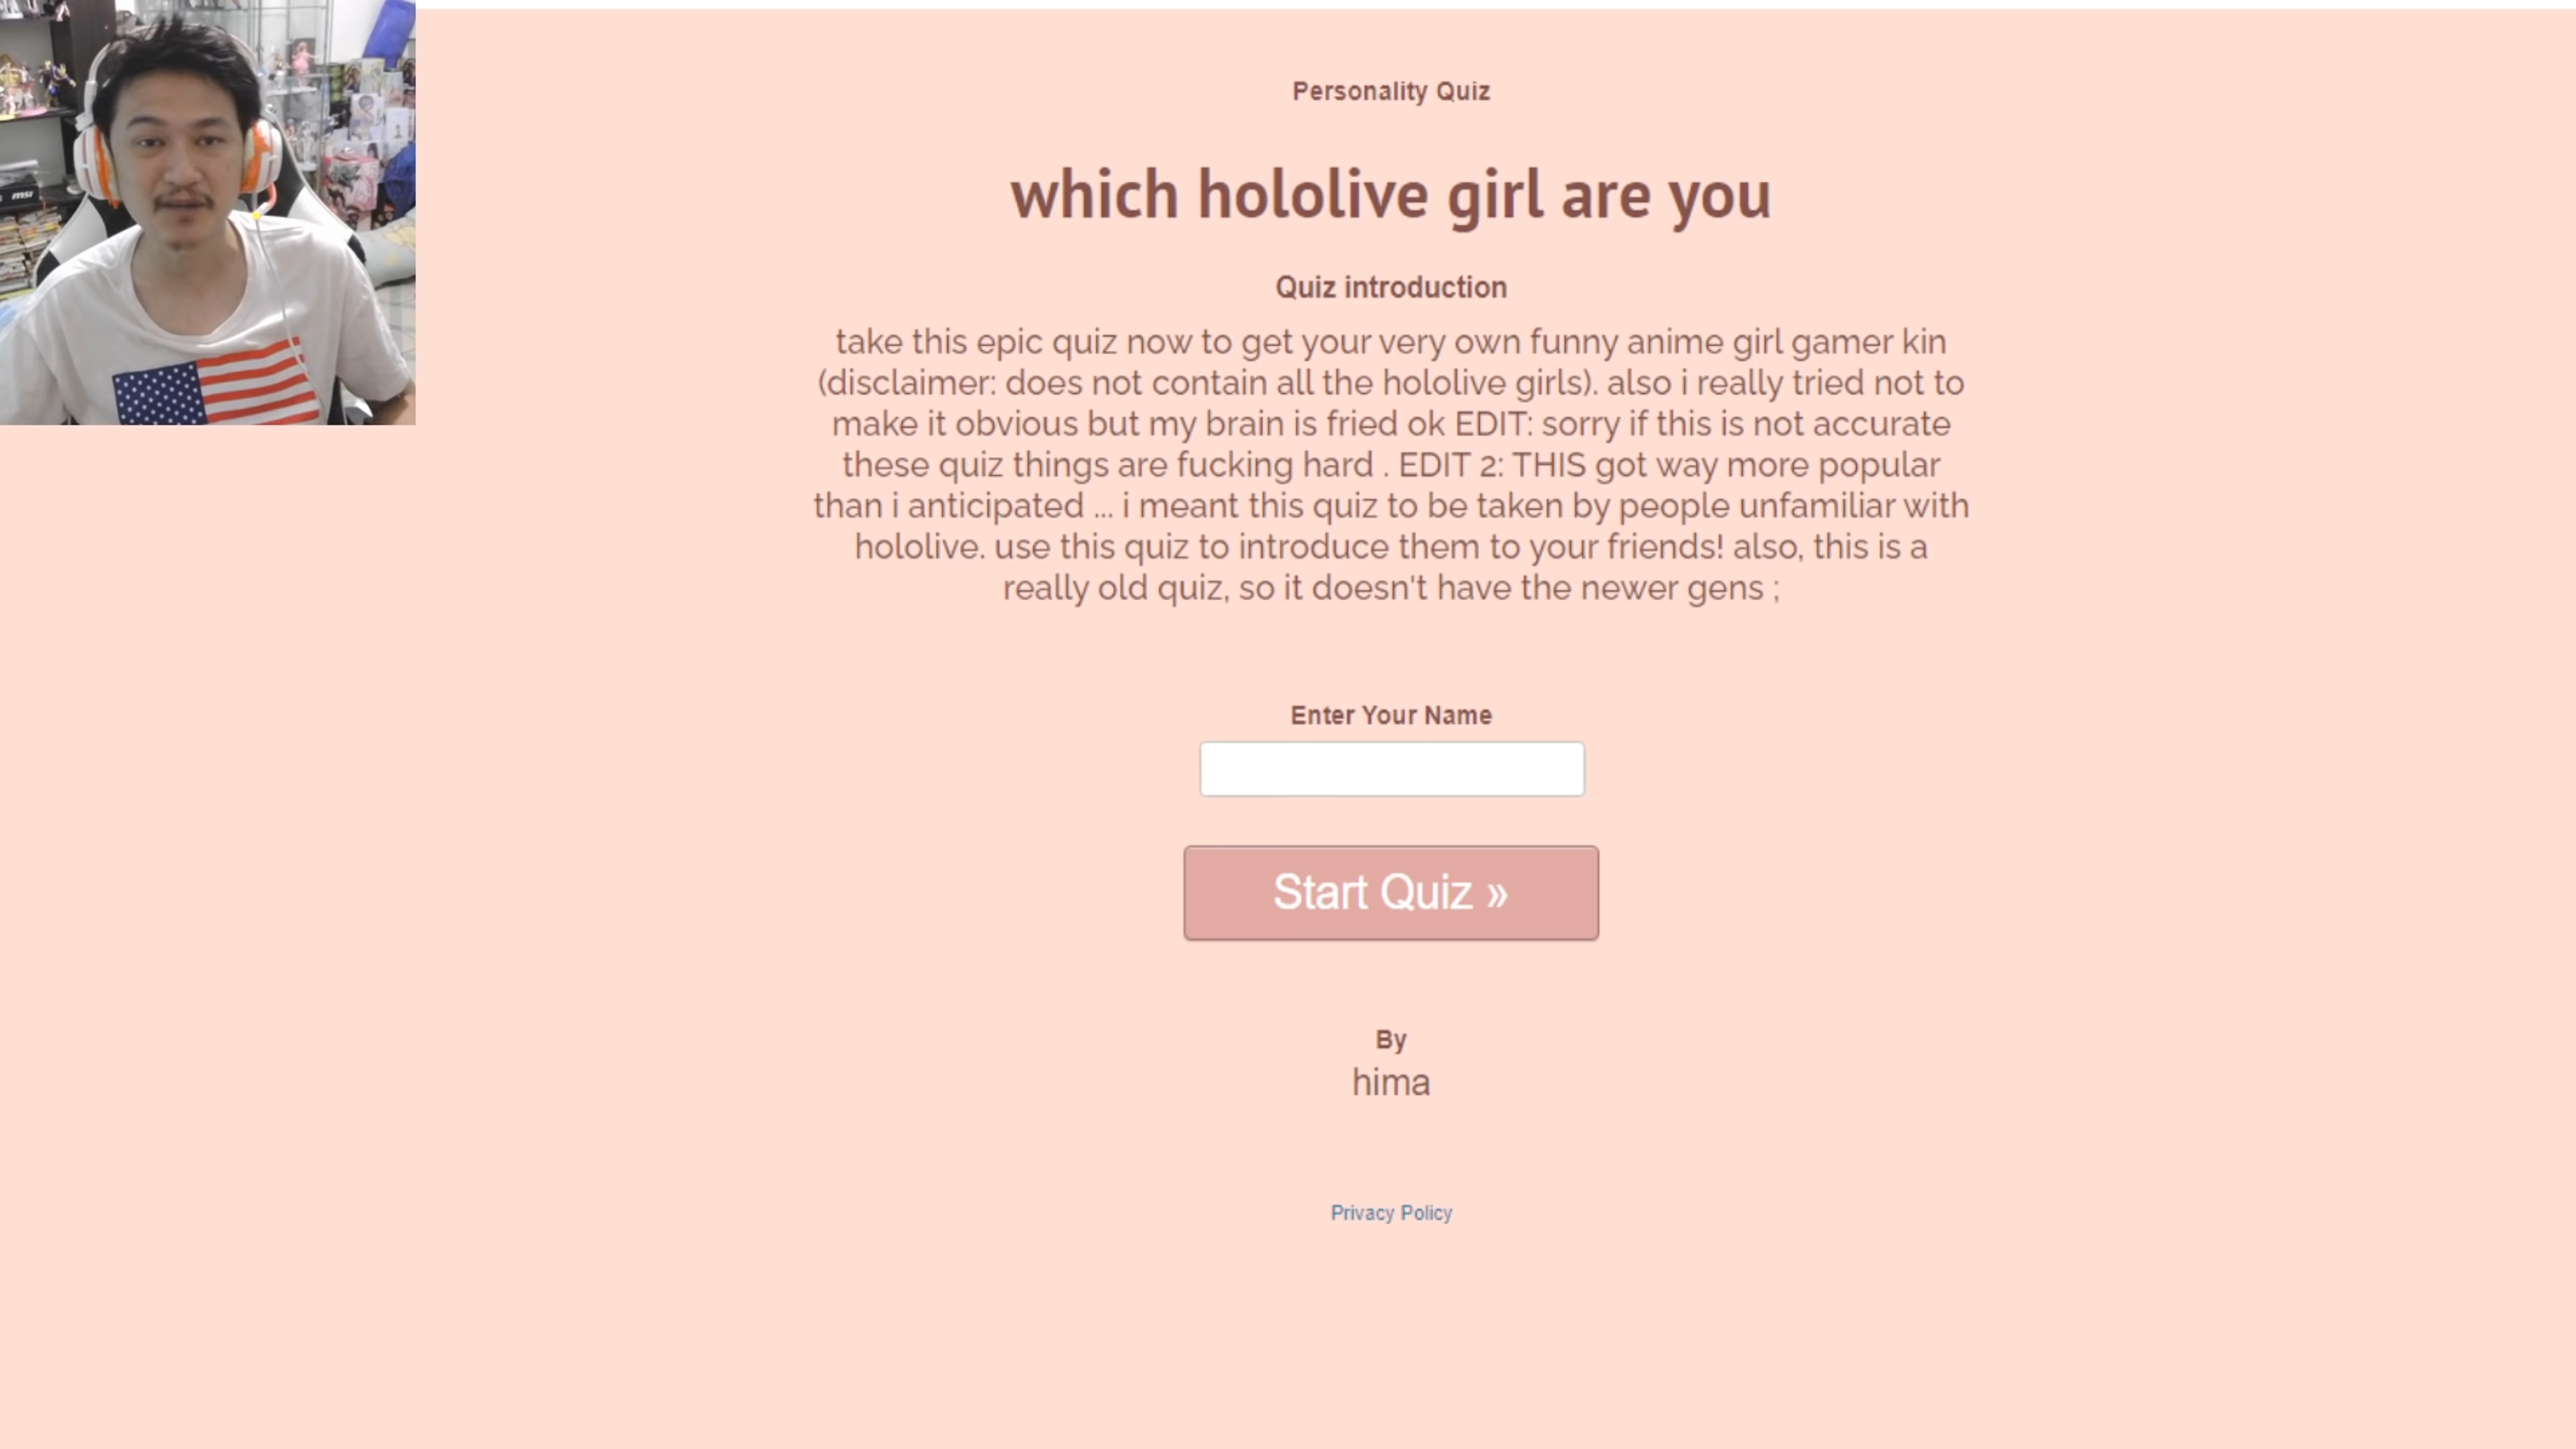 msi
Personality Quiz
which hololive girl are you
Quiz introduction
take this epic quiz now to get your very own funny anime girl gamer kin
(disclaimer: does not contain all the hololive girls). also i really tried not to
make it obvious but my brain is fried ok EDIT: sorry if this is not accurate
these quiz things are fucking hard . EDIT 2: THIS got way more popular
than i anticipated ... i meant this quiz to be taken by people unfamiliar with
hololive. use this quiz to introduce them to your friends! also, this is a
really old quiz, so it doesn't have the newer gens ;
Enter Your Name
Start Quiz »
By
hima
Privacy Policy